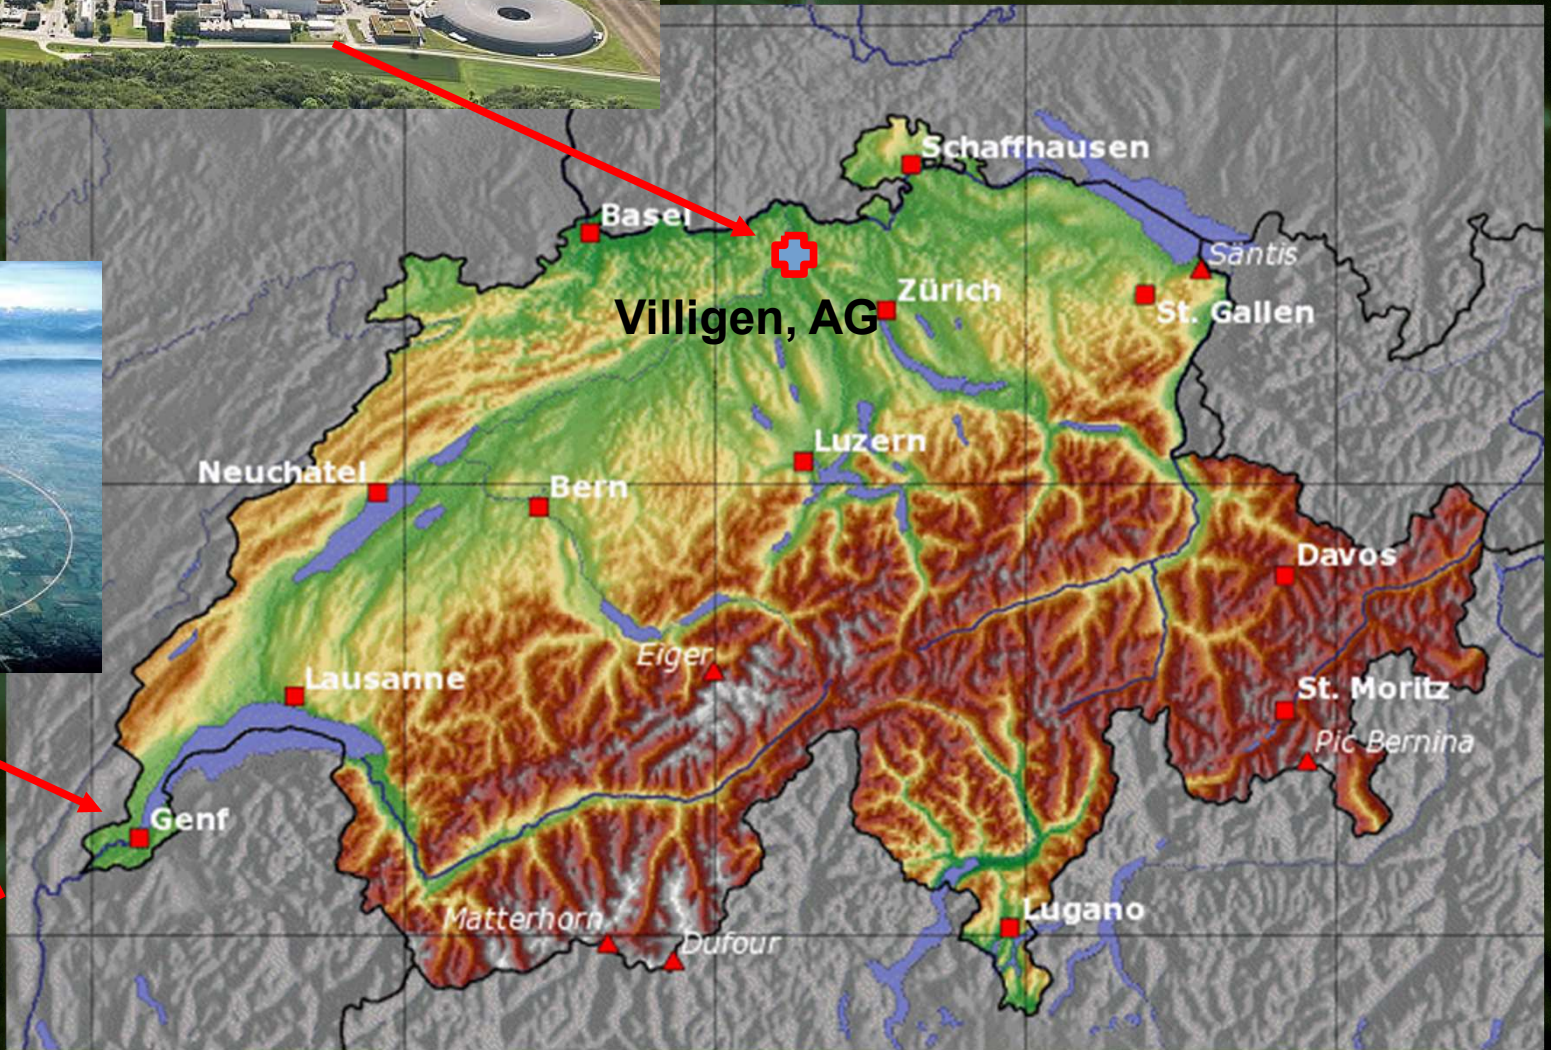 Schaffhausen
Basel
Säntis
Zürich
St. Gallen
Villigen, AG
Luzern
Neuchatel
Bern
Davos
Eiger
Lausanne
St. Moritz
Pic Bernina
Genf
Lugano
Matterhorn
Dufour